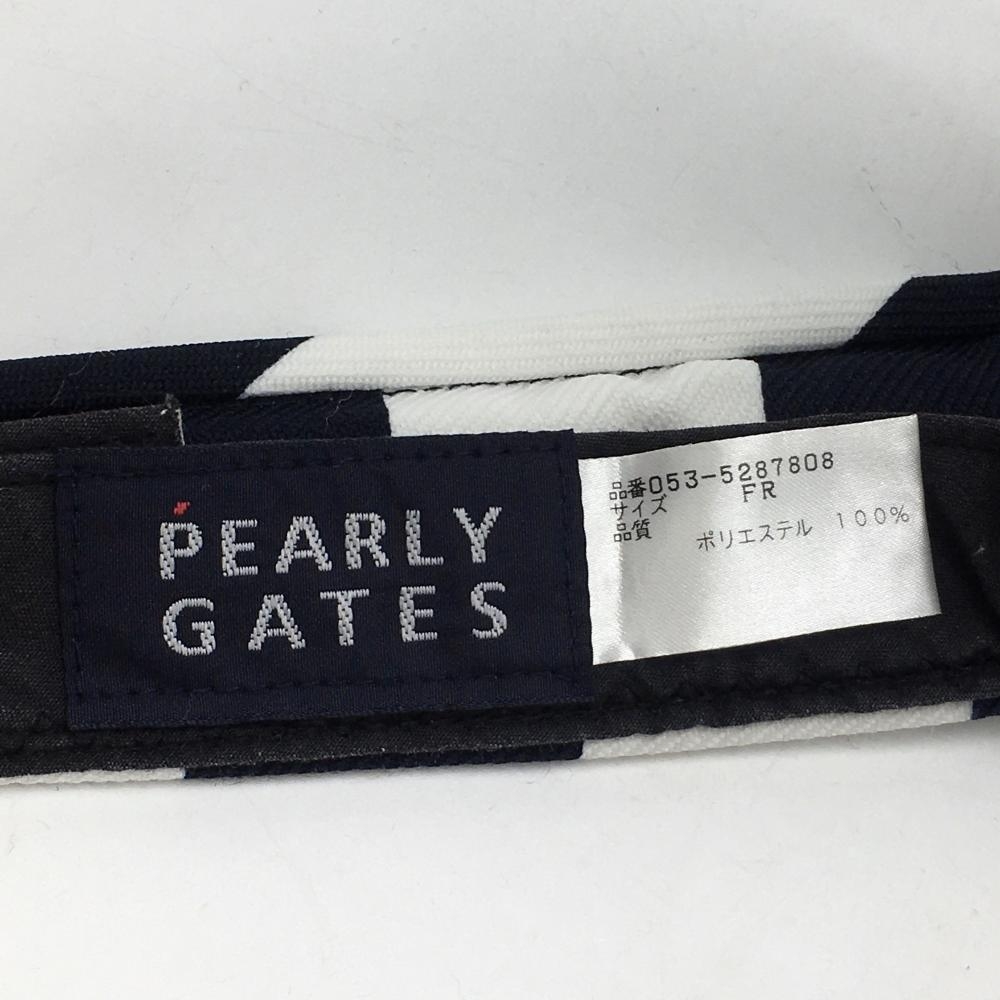 PEARLY
GATES
品番053-5287808
サイズ FR
品質 ポリエステル 100%